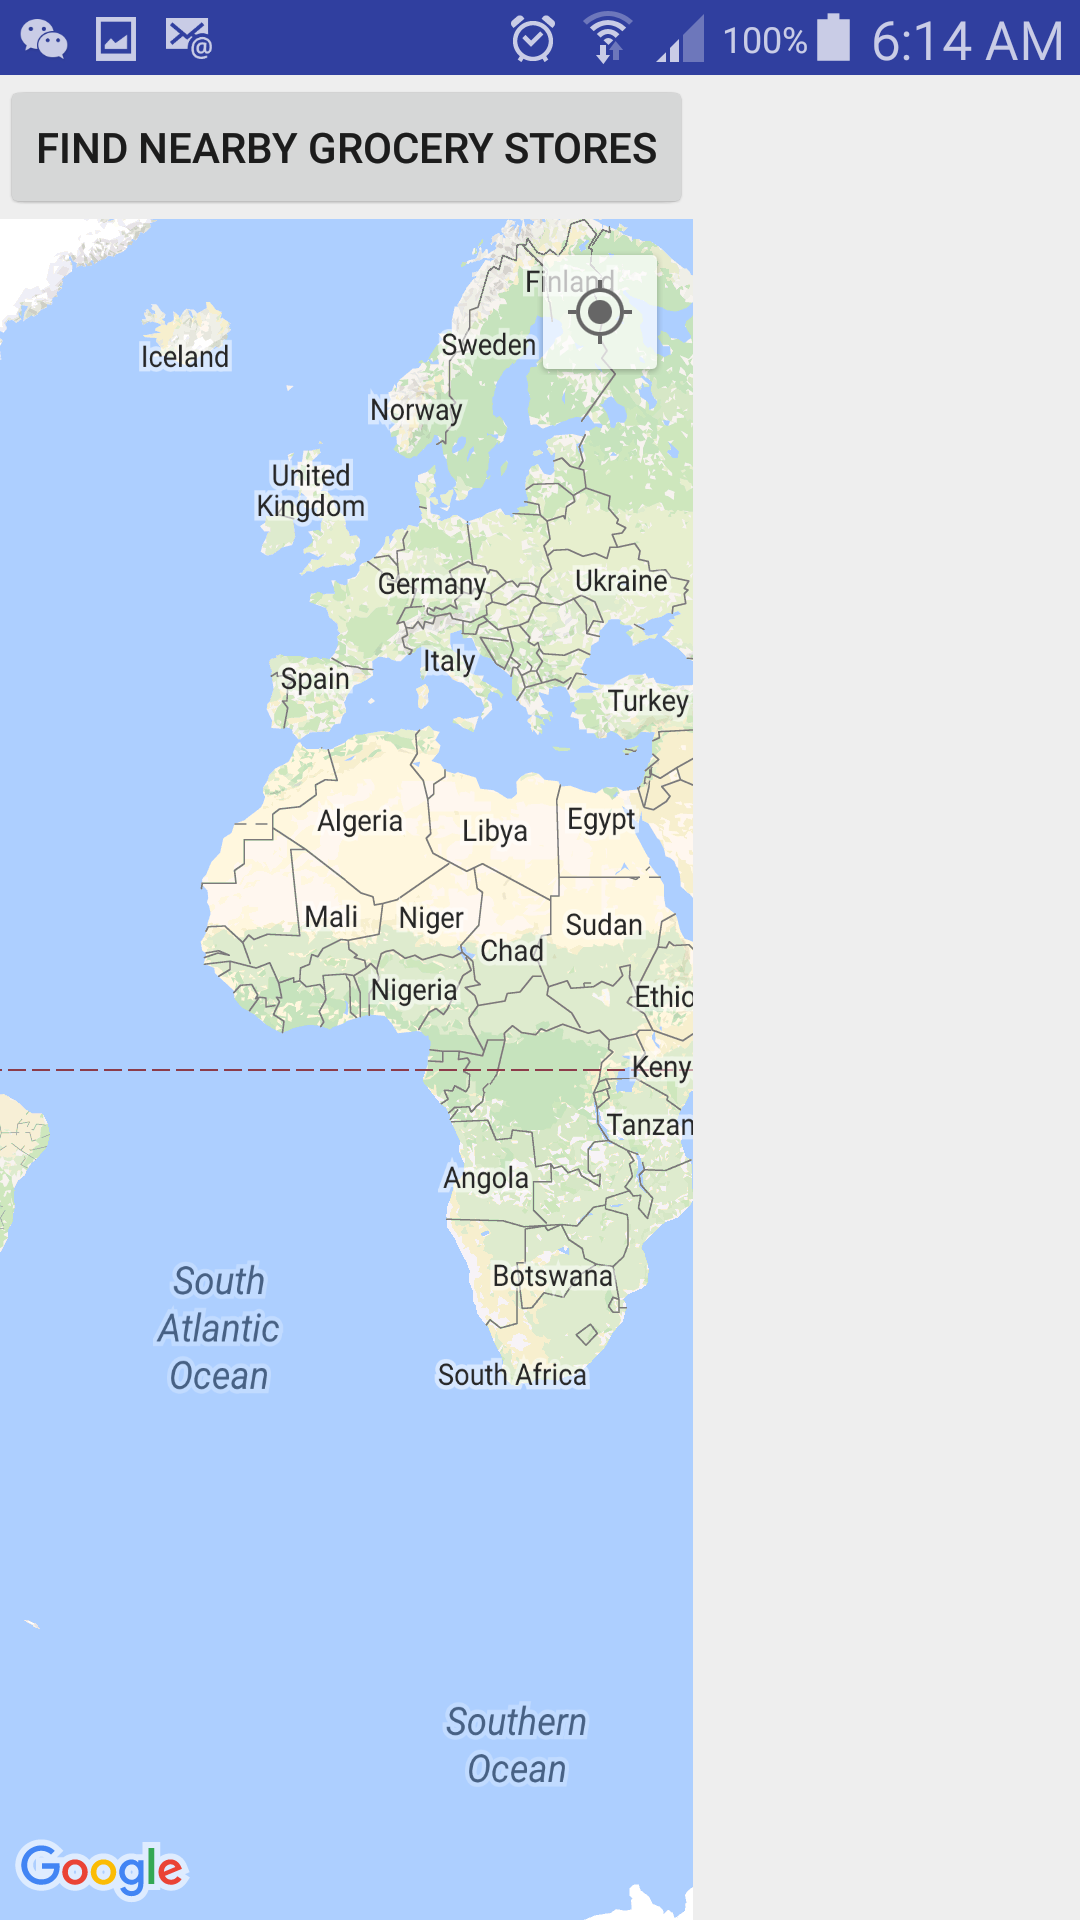 100% 6:14 AM
FIND NEARBY GROCERY STORES
Finland
Iceland
Sweden
Norway
United
Kingdom
Germany
Ukraine
Italy
Spain
Turkey
Algeria
Libya
Egypt
Mali
Niger
Sudan
Chad
Nigeria
Ethio
Keny
Tanzan
Angola
Botswana
South
Atlantic
Ocean
South Africa
Southern
Ocean
Google